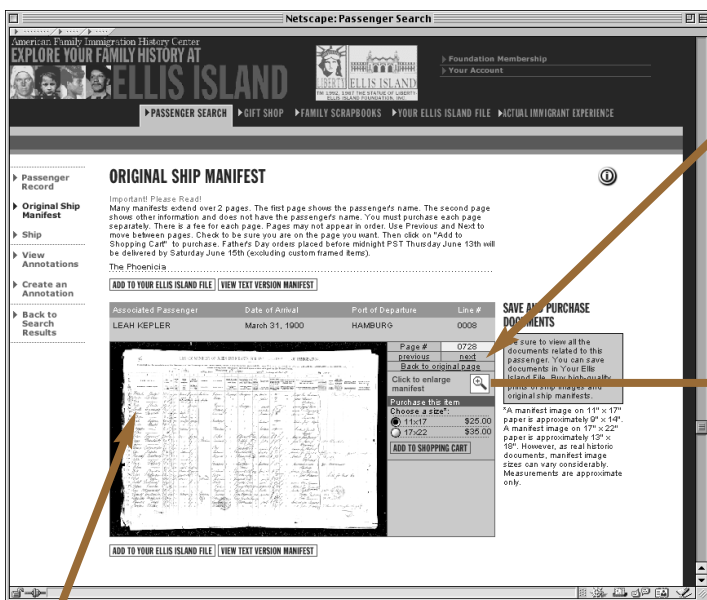 Netscape: Passenger Search
American Family Immigration History Center
EXPLORE YOUR FAMILY HISTORY AT
ELLIS ISLAND
LIBERTY ELLIS ISLAND
TM 1992, 1987 THE STATUE OF LIBERTY-
ELLIS ISLAND FOUNDATION, INC.
Foundation Membership
Your Account
PASSENGER SEARCH GIFT SHOP FAMILY SCRAPBOOKS YOUR ELLIS ISLAND FILE ACTUAL IMMIGRANT EXPERIENCE
Passenger
Record
Original Ship
Manifest
Ship
View
Annotations
Create an
Annotation
Back to
Search
Results
ORIGINAL SHIP MANIFEST
Important! Please Read!
Many manifests extend over 2 pages. The first page shows the passenger's name. The second page
shows other information and does not have the passenger's name. You must purchase each page
separately. There is a fee for each page. Pages may not appear in order. Use Previous and Next to
move between pages. Check to be sure you are on the page you want. Then click on "Add to
Shopping Cart" to purchase. Father's Day orders placed before midnight PST Thursday June 13th will
be delivered by Saturday June 15th (excluding custom framed items).
The Phoenicia
ADD TO YOUR ELLIS ISLAND FILE VIEW TEXT VERSION MANIFEST
Associated Passenger Date of Arrival Port of Departure Line #
LEAH KEPLER March 31, 1900 HAMBURG 0008
Page # 0728
previous next
Back to original page
Click to enlarge
manifest
Purchase this item
Choose a size*:
11x17 $25.00
17x22 $35.00
ADD TO SHOPPING CART
SAVE AND PURCHASE
DOCUMENTS
sure to view all the
documents related to this
passenger. You can save
documents in Your Ellis
Island File. Buy high-quality
prints of ship images and
original ship manifests.
*A manifest image on 11" x 17"
paper is approximately 9" x 14".
A manifest image on 17" x 22"
paper is approximately 13" x
18". However, as real historic
documents, manifest image
sizes can vary considerably.
Measurements are approximate
only.
ADD TO YOUR ELLIS ISLAND FILE VIEW TEXT VERSION MANIFEST